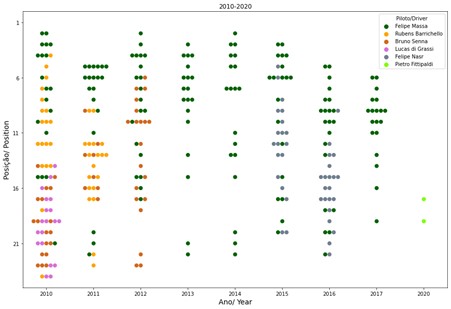 2010-2020
Piloto/Driver
Felipe Massa
Rubens Barrichello
Bruno Senna
Lucas di Grassi
Felipe Nasr
Pietro Fittipaldi
Posição/ Position
1
6
11
16
21
2010 2011 2012 2013 2014 2015 2016 2017 2020
Ano/ Year